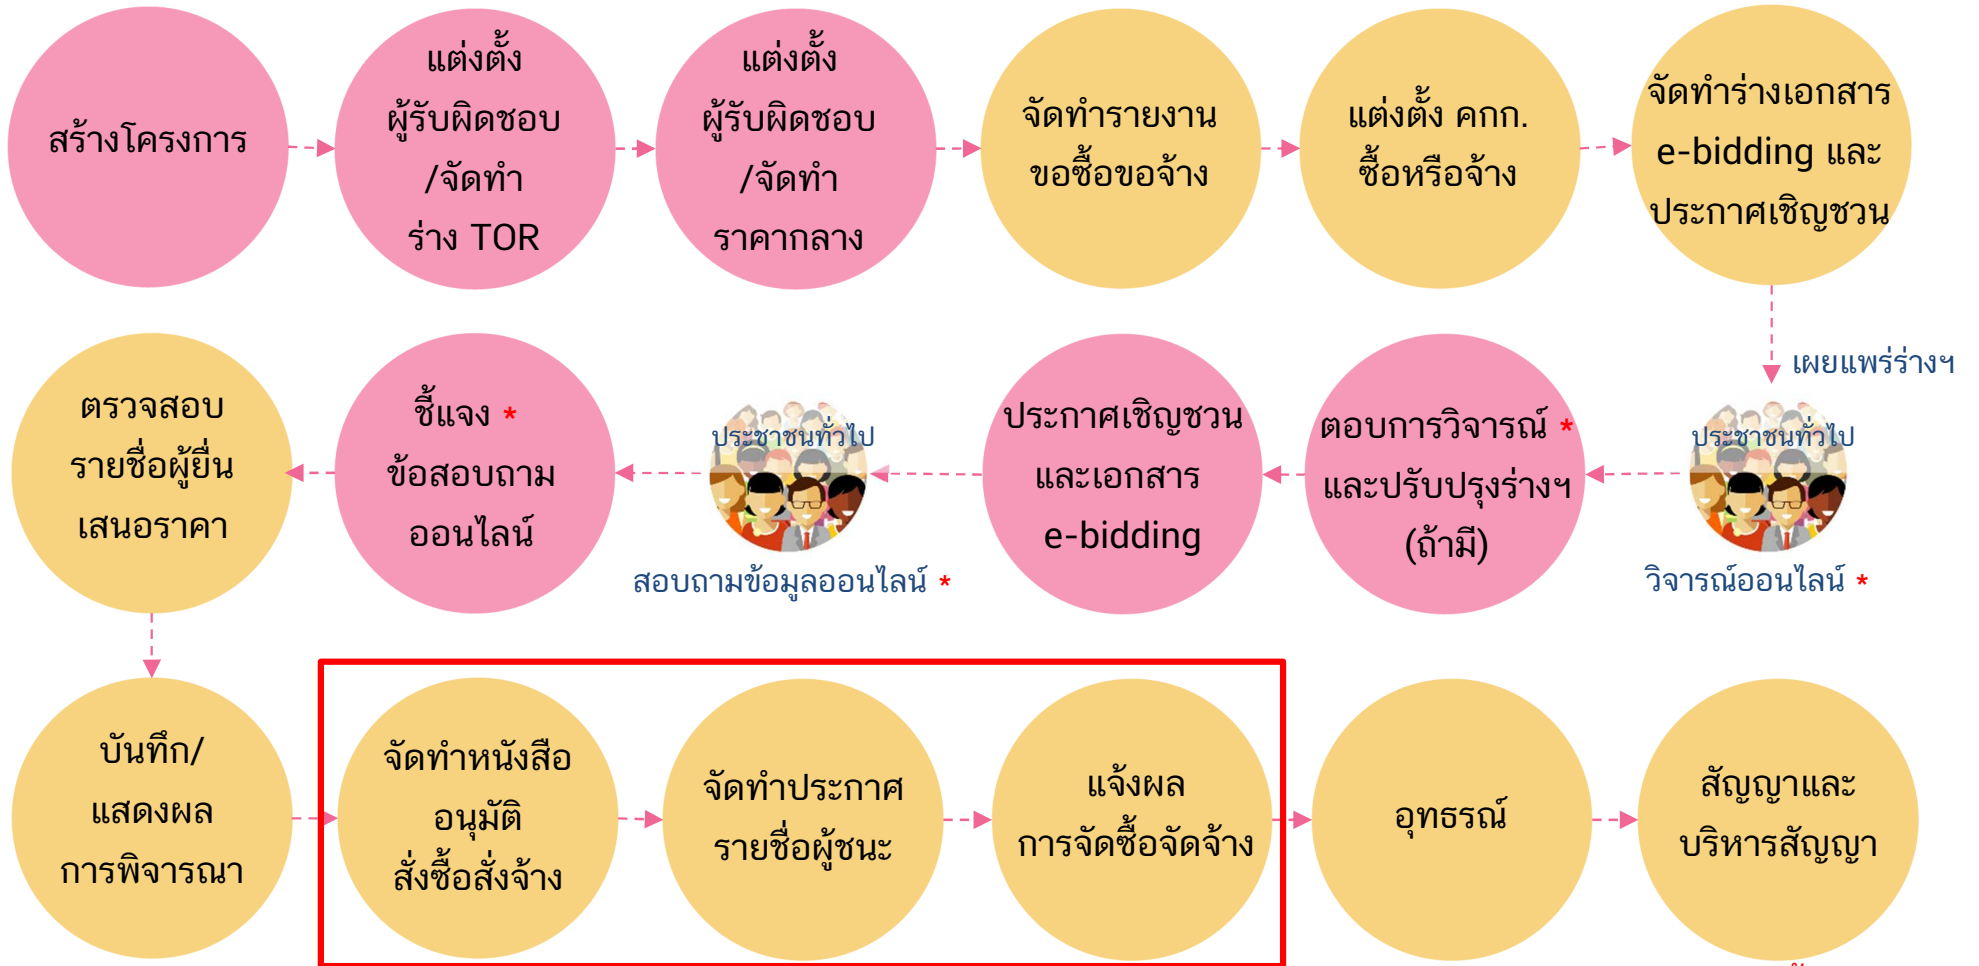 สร้างโครงการ
แต่งตั้ง
ผู้รับผิดชอบ
/จัดทำ
ร่าง TOR
แต่งตั้ง
ผู้รับผิดชอบ
/จัดทำ
ราคากลาง
จัดทำรายงาน
ขอซื้อขอจ้าง
แต่งตั้ง คกก.
ซื้อหรือจ้าง
จัดทำร่างเอกสาร
e-bidding และ
ประกาศเชิญชวน
เผยแพร่ร่างฯ
ประชาชนทั่วไป
วิจารณ์ออนไลน์ *
ตอบการวิจารณ์ *
และปรับปรุงร่างฯ
(ถ้ามี)
ประกาศเชิญชวน
และเอกสาร
e-bidding
ประชาชนทั่วไป
สอบถามข้อมูลออนไลน์ *
ชี้แจง *
ข้อสอบถาม
ออนไลน์
ตรวจสอบ
รายชื่อผู้ยื่น
เสนอราคา
บันทึก/
แสดงผล
การพิจารณา
จัดทำหนังสือ
อนุมัติ
สั่งซื้อสั่งจ้าง
จัดทำประกาศ
รายชื่อผู้ชนะ
แจ้งผล
การจัดซื้อจัดจ้าง
อุทธรณ์
สัญญาและ
บริหารสัญญา